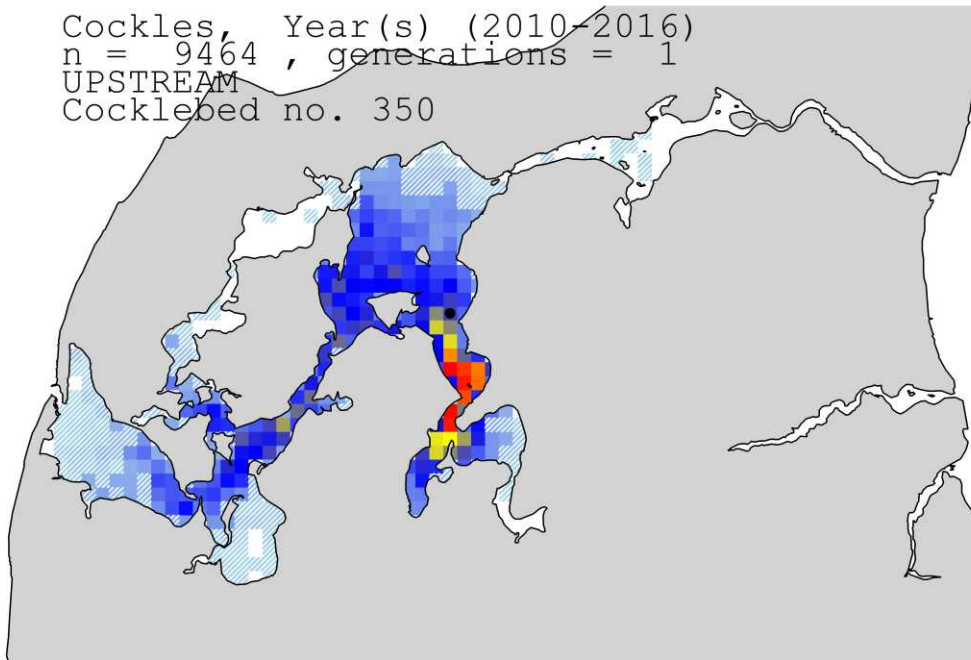 Cockles, Year(s) (2010-2016)
n = 9464 , generations = 1
UPSTREAM
Cocklebed no. 350